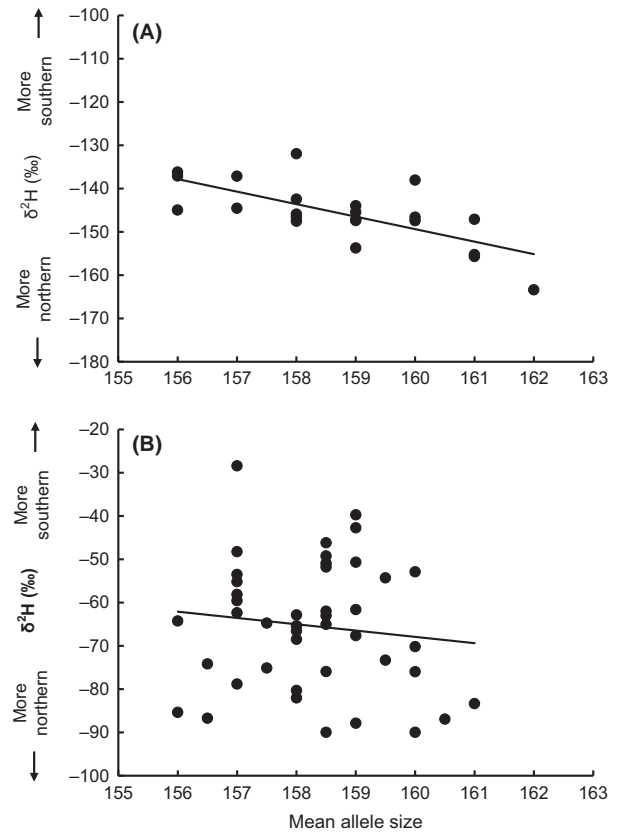 (A)
More southern
δ²H (‰)
More northern
–100
–110
–120
–130
–140
–150
–160
–170
–180
155 156 157 158 159 160 161 162 163
(B)
More southern
δ²H (‰)
More northern
–20
–30
–40
–50
–60
–70
–80
–90
–100
155 156 157 158 159 160 161 162 163
Mean allele size